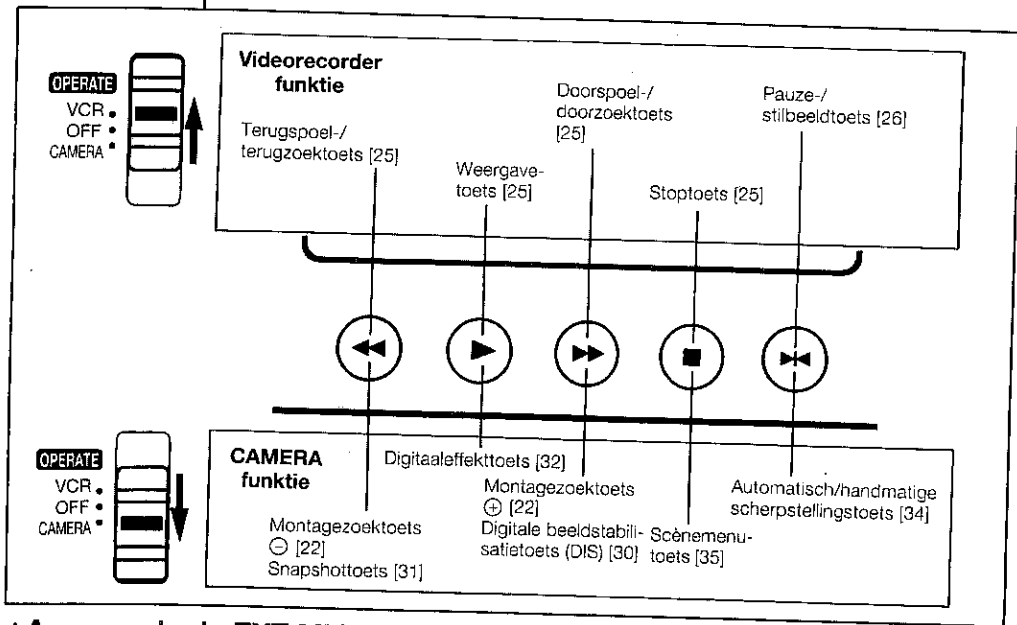 OPERATE
VCR
OFF
CAMERA
Videorecorder
funktie
Terugspoel-/
terugzoektoets [25]
Weergave-
toets [25]
Doorspoel-/
doorzoektoets
[25]
Stoptoets [25]
Pauze-/
stilbeeldtoets [26]
OPERATE
VCR
OFF
CAMERA
CAMERA
funktie
Montagezoektoets
⊖ [22]
Snapshottoets [31]
Digitaaleffekttoets [32]
Montagezoektoets
⊕ [22]
Digitale beeldstabili-
satietoets (DIS) [30]
Scènemenu-
toets [35]
Automatisch/handmatige
scherpstellingstoets [34]